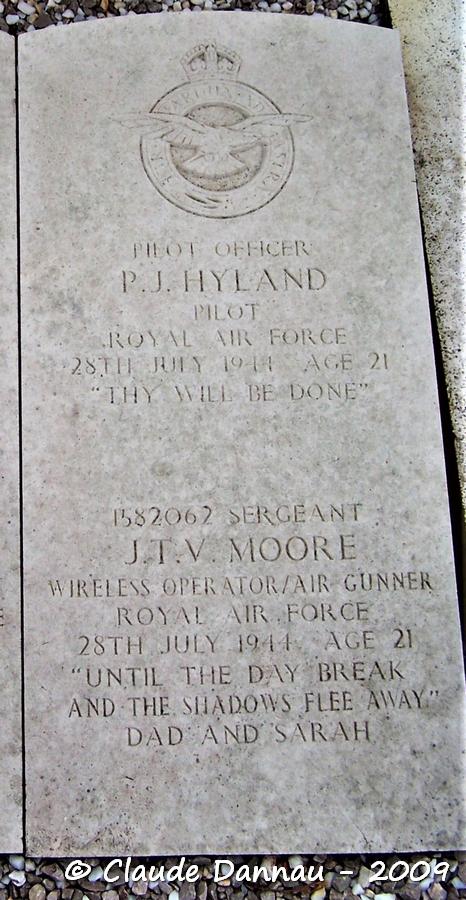 PILOT OFFICER
P.J. HYLAND
PILOT
ROYAL AIR FORCE
28TH JULY 1944 AGE 21
“THY WILL BE DONE”
1582062 SERGEANT
J.T.V. MOORE
WIRELESS OPERATOR/AIR GUNNER
ROYAL AIR FORCE
28TH JULY 1944 AGE 21
“UNTIL THE DAY BREAK
AND THE SHADOWS FLEE AWAY”
DAD AND SARAH
© Claude Dannau - 2009